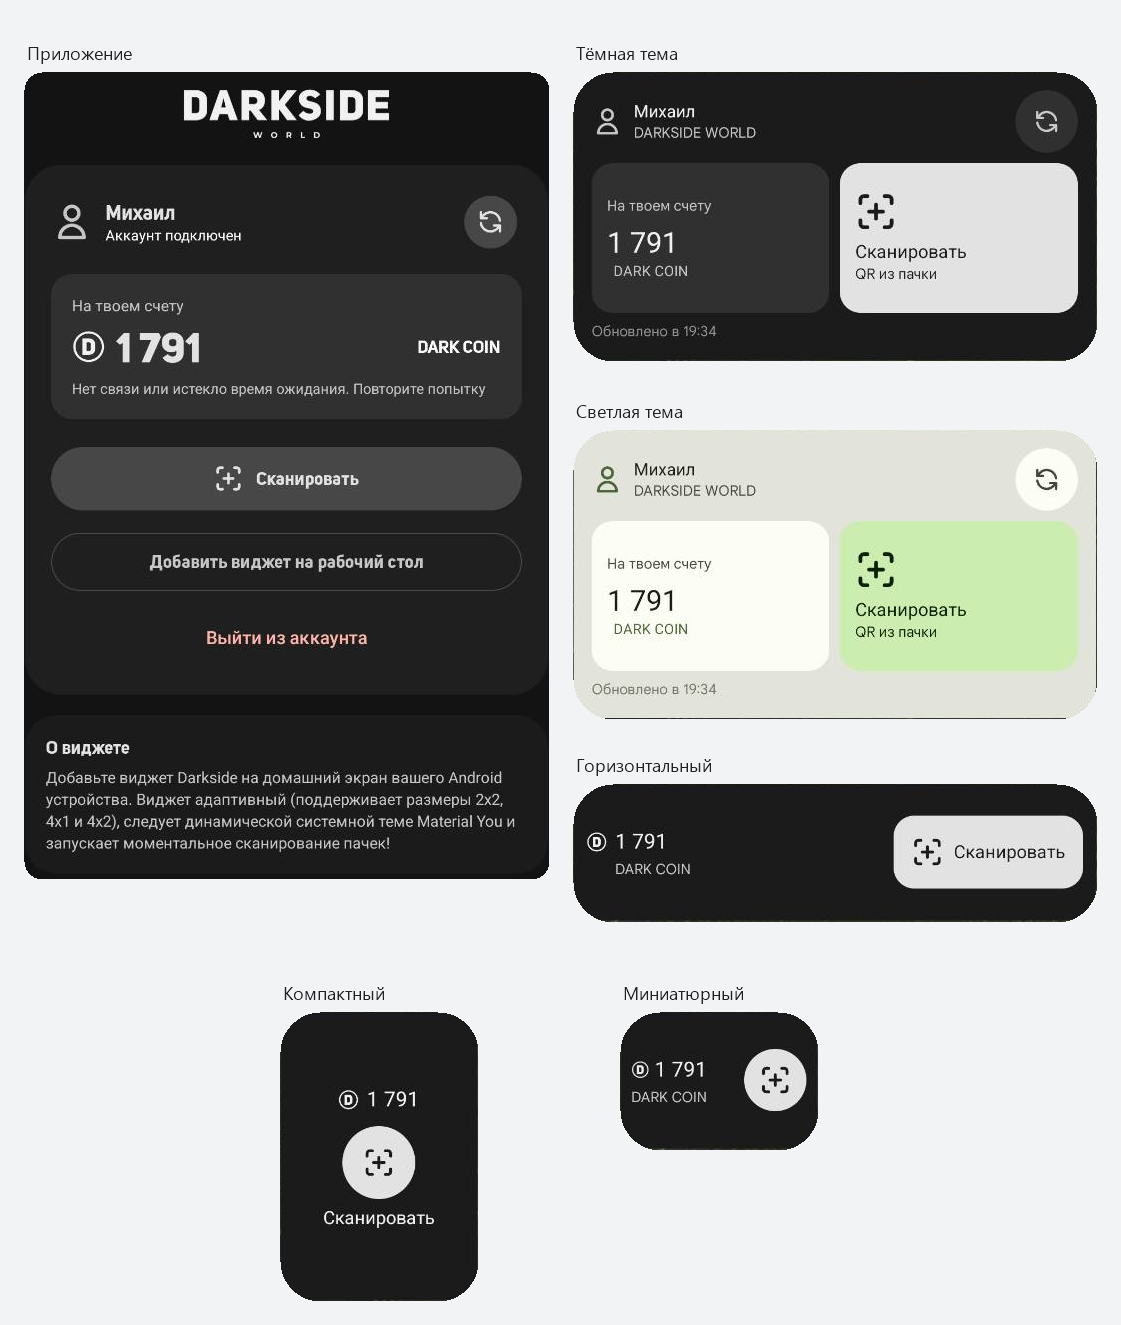 Приложение
DARKSIDE
WORLD
Михаил
Аккаунт подключен
На твоем счету
D 1 791 DARK COIN
Нет связи или истекло время ожидания. Повторите попытку
Сканировать
Добавить виджет на рабочий стол
Выйти из аккаунта
О виджете
Добавьте виджет Darkside на домашний экран вашего Android
устройства. Виджет адаптивный (поддерживает размеры 2x2,
4x1 и 4x2), следует динамической системной теме Material You и
запускает моментальное сканирование пачек!
Тёмная тема
Михаил
DARKSIDE WORLD
На твоем счету
1 791
DARK COIN
Сканировать
QR из пачки
Обновлено в 19:34
Светлая тема
Михаил
DARKSIDE WORLD
На твоем счету
1 791
DARK COIN
Сканировать
QR из пачки
Обновлено в 19:34
Горизонтальный
D 1 791
DARK COIN
Сканировать
Компактный
D 1 791
Сканировать
Миниатюрный
D 1 791
DARK COIN